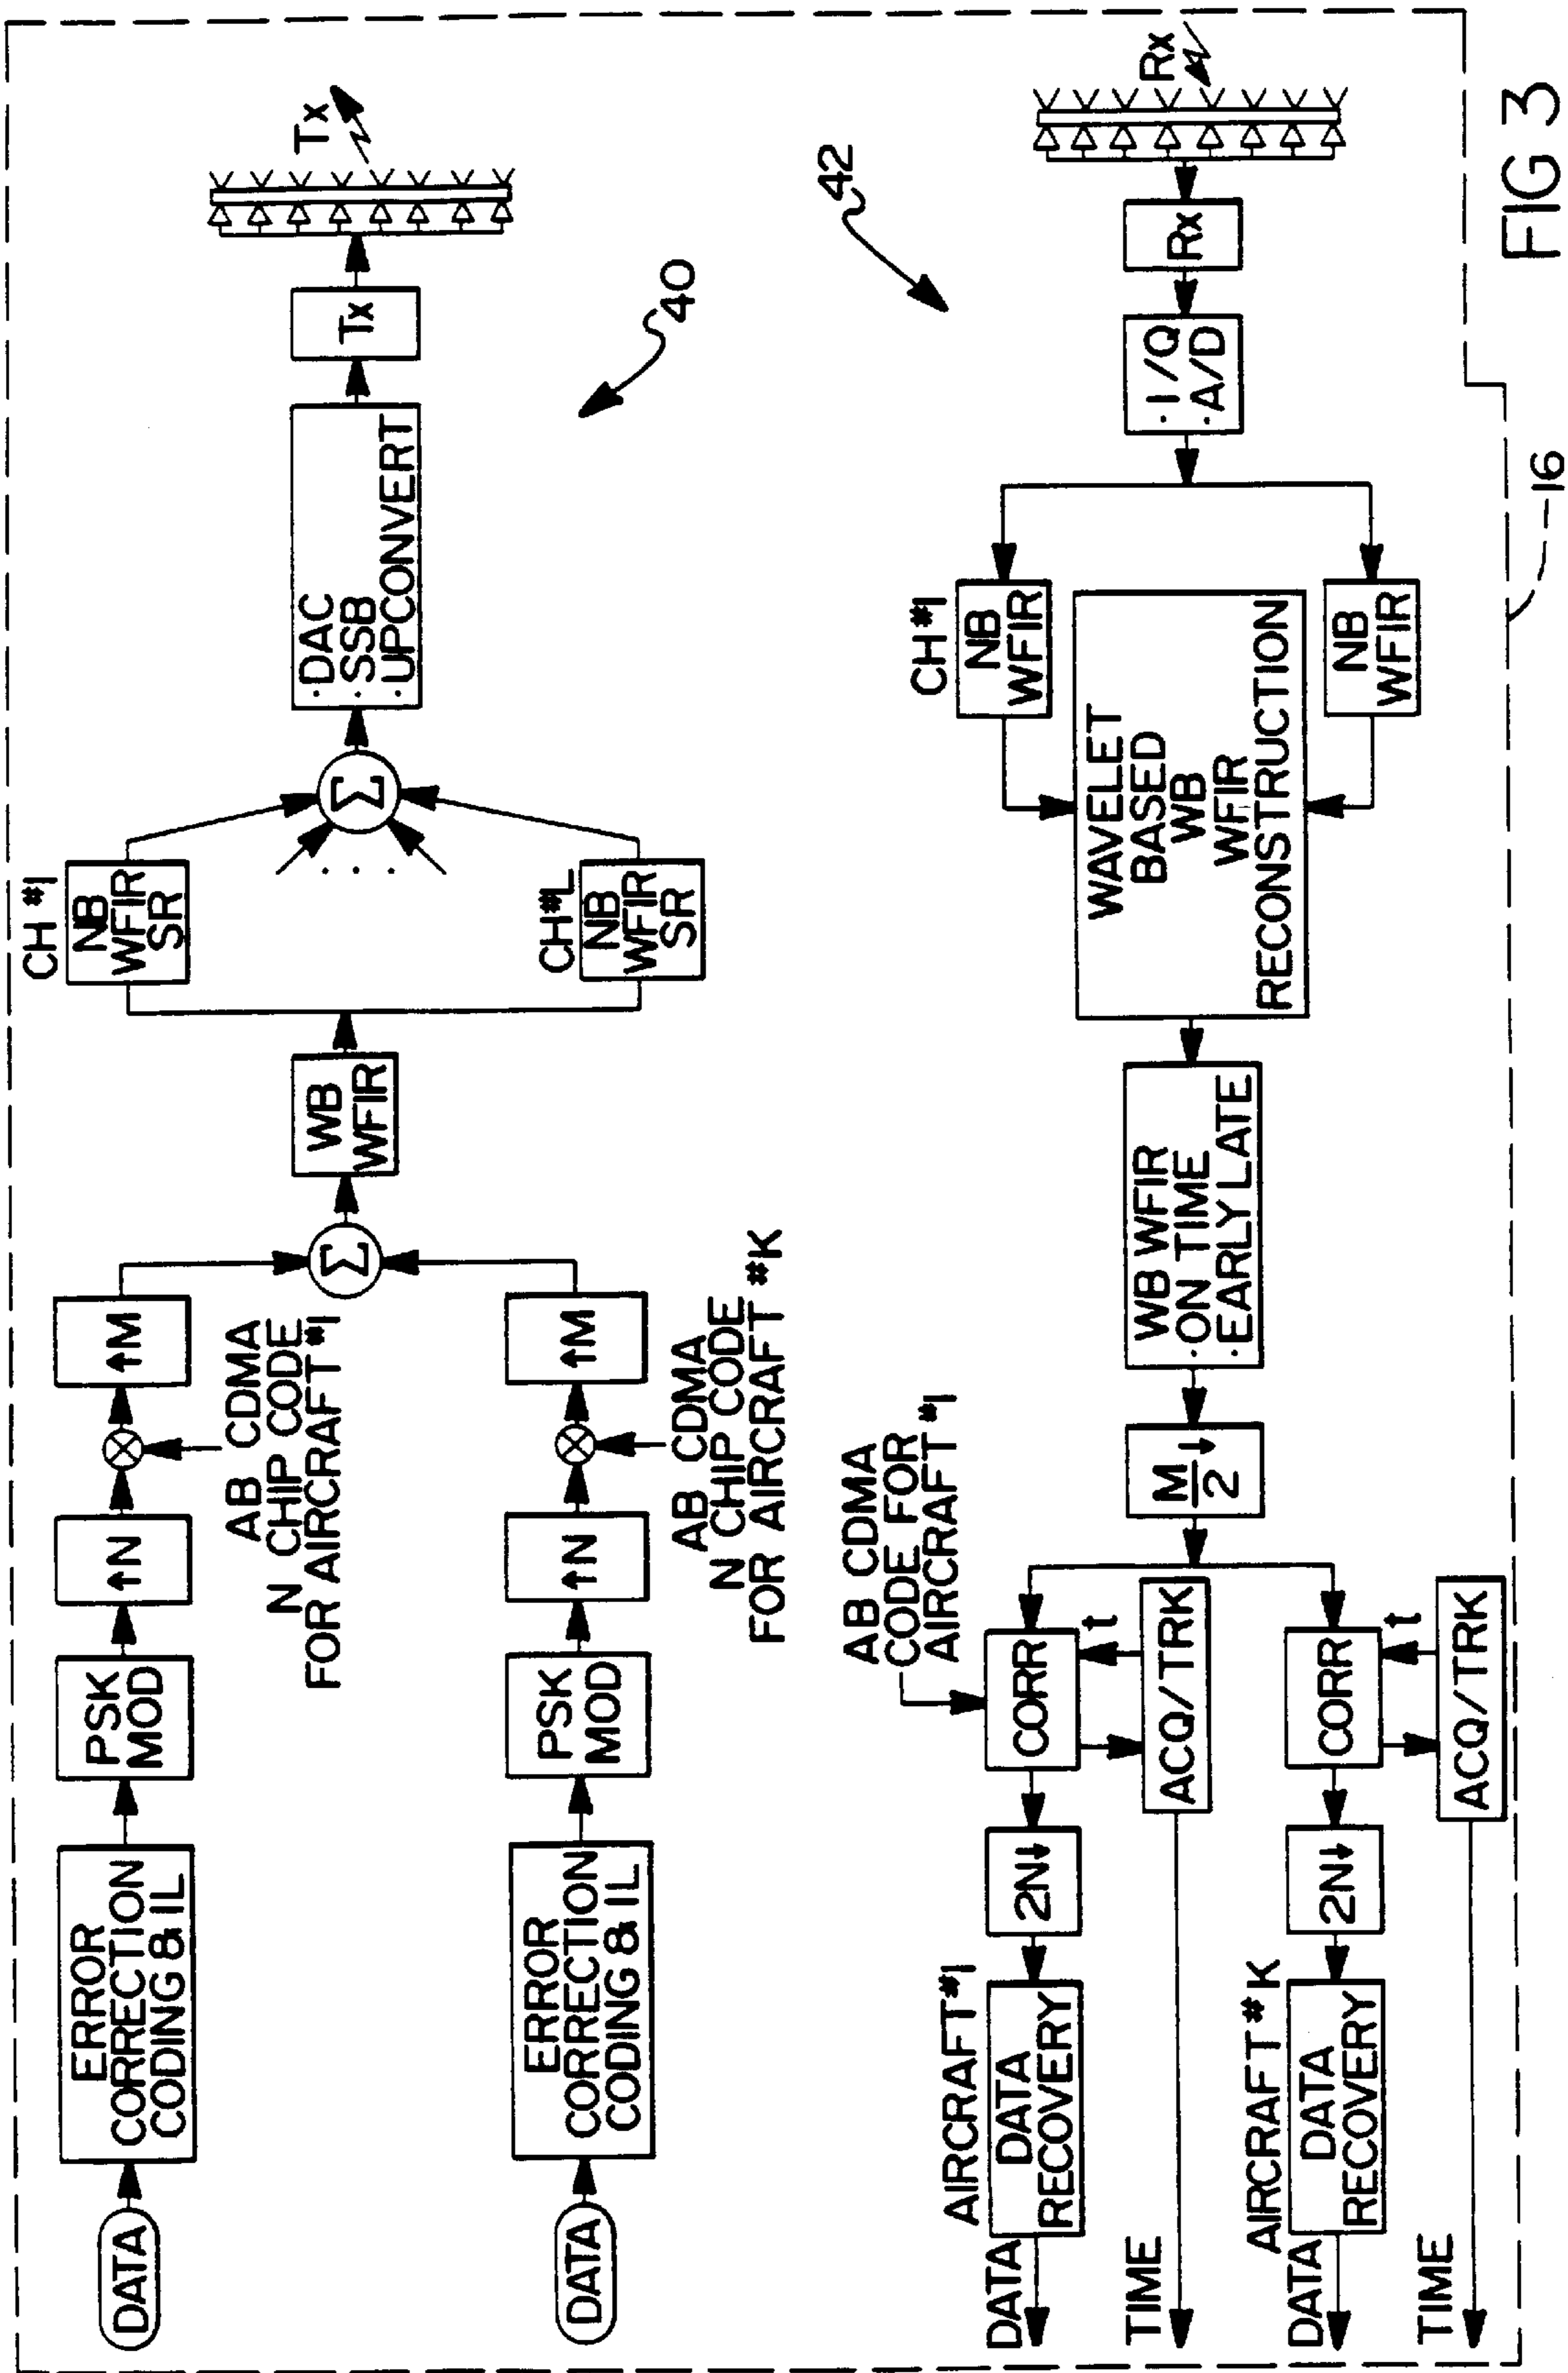 DATA
ERROR
CORRECTION
CODING & IL
PSK
MOD
↑N
AB CDMA
N CHIP CODE
FOR AIRCRAFT #1
↑M
DATA
ERROR
CORRECTION
CODING & IL
PSK
MOD
↑N
AB CDMA
N CHIP CODE
FOR AIRCRAFT #K
↑M
Σ
WB
WFIR
CH #1
NB
WFIR
SR
CH #L
NB
WFIR
SR
Σ
·DAC
·SSB
·UPCONVERT
Tx
Tx
40
42
Rx
Rx
·I/Q
·A/D
CH #1
NB
WFIR
NB
WFIR
WAVELET
BASED
WB
WFIR
RECONSTRUCTION
WB WFIR
·ON TIME
·EARLY LATE
M/2↓
AB CDMA
CODE FOR
AIRCRAFT #1
CORR
t
ACQ/TRK
2N↓
AIRCRAFT #1
DATA
RECOVERY
DATA
TIME
CORR
t
ACQ/TRK
2N↓
AIRCRAFT #K
DATA
RECOVERY
DATA
TIME
16
FIG 3